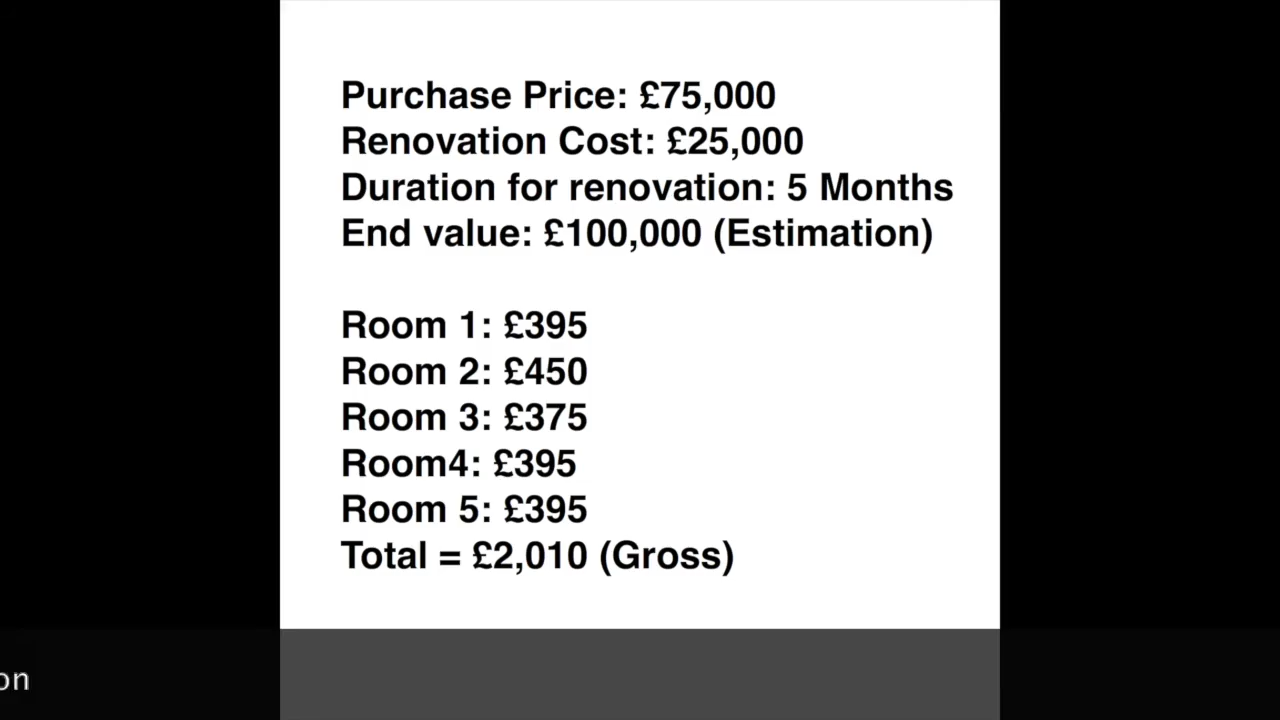 Purchase Price: £75,000
Renovation Cost: £25,000
Duration for renovation: 5 Months
End value: £100,000 (Estimation)
Room 1: £395
Room 2: £450
Room 3: £375
Room4: £395
Room 5: £395
Total = £2,010 (Gross)
on